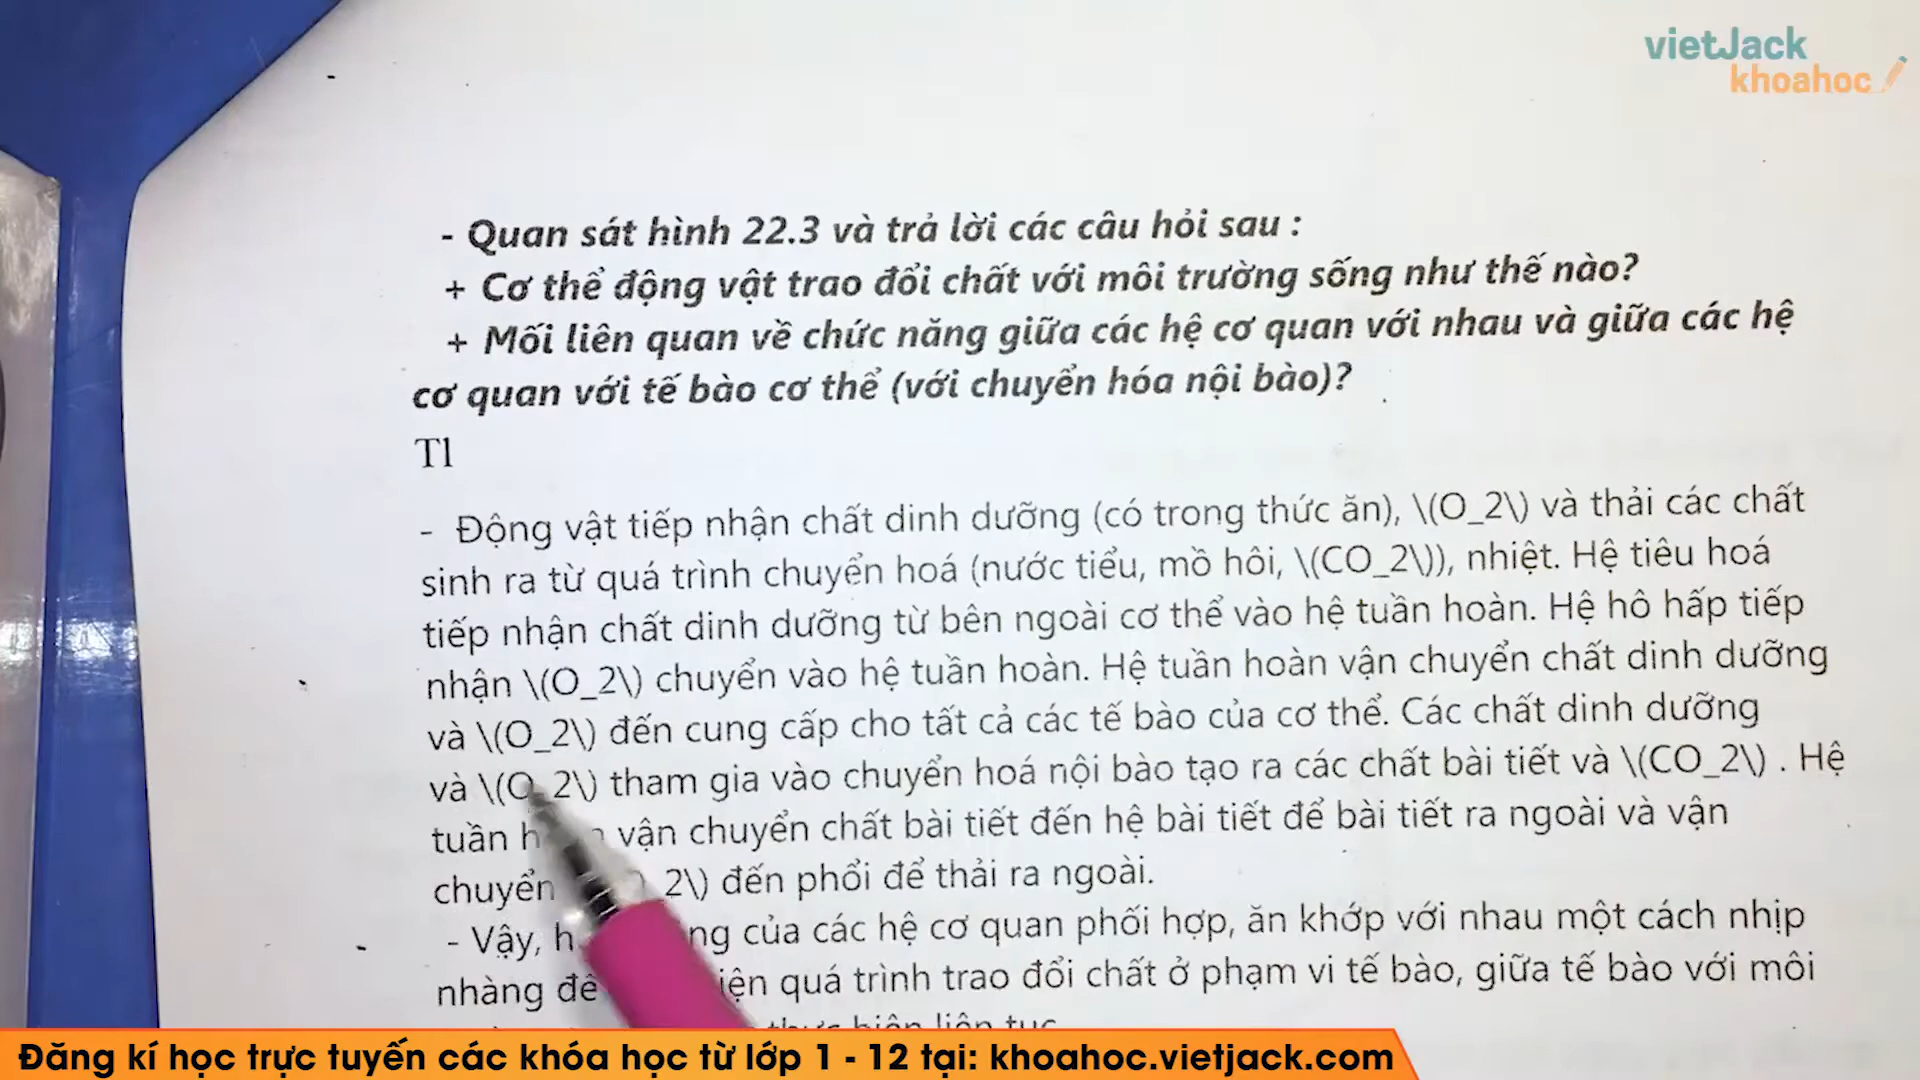 vietJack
khoahoc
- Quan sát hình 22.3 và trả lời các câu hỏi sau :
+ Cơ thể động vật trao đổi chất với môi trường sống như thế nào?
+ Mối liên quan về chức năng giữa các hệ cơ quan với nhau và giữa các hệ
cơ quan với tế bào cơ thể (với chuyển hóa nội bào)?
Tl
- Động vật tiếp nhận chất dinh dưỡng (có trong thức ăn), \(O_2\) và thải các chất
sinh ra từ quá trình chuyển hoá (nước tiểu, mồ hôi, \(CO_2\)), nhiệt. Hệ tiêu hoá
tiếp nhận chất dinh dưỡng từ bên ngoài cơ thể vào hệ tuần hoàn. Hệ hô hấp tiếp
nhận \(O_2\) chuyển vào hệ tuần hoàn. Hệ tuần hoàn vận chuyển chất dinh dưỡng
và \(O_2\) đến cung cấp cho tất cả các tế bào của cơ thể. Các chất dinh dưỡng
và \(O_2\) tham gia vào chuyển hoá nội bào tạo ra các chất bài tiết và \(CO_2\) . Hệ
tuần vận chuyển chất bài tiết đến hệ bài tiết để bài tiết ra ngoài và vận
chuyển _2\) đến phổi để thải ra ngoài.
- Vậy, của các hệ cơ quan phối hợp, ăn khớp với nhau một cách nhịp
nhàng quá trình trao đổi chất ở phạm vi tế bào, giữa tế bào với môi
liên tục
Đăng kí học trực tuyến các khóa học từ lớp 1 - 12 tại: khoahoc.vietjack.com